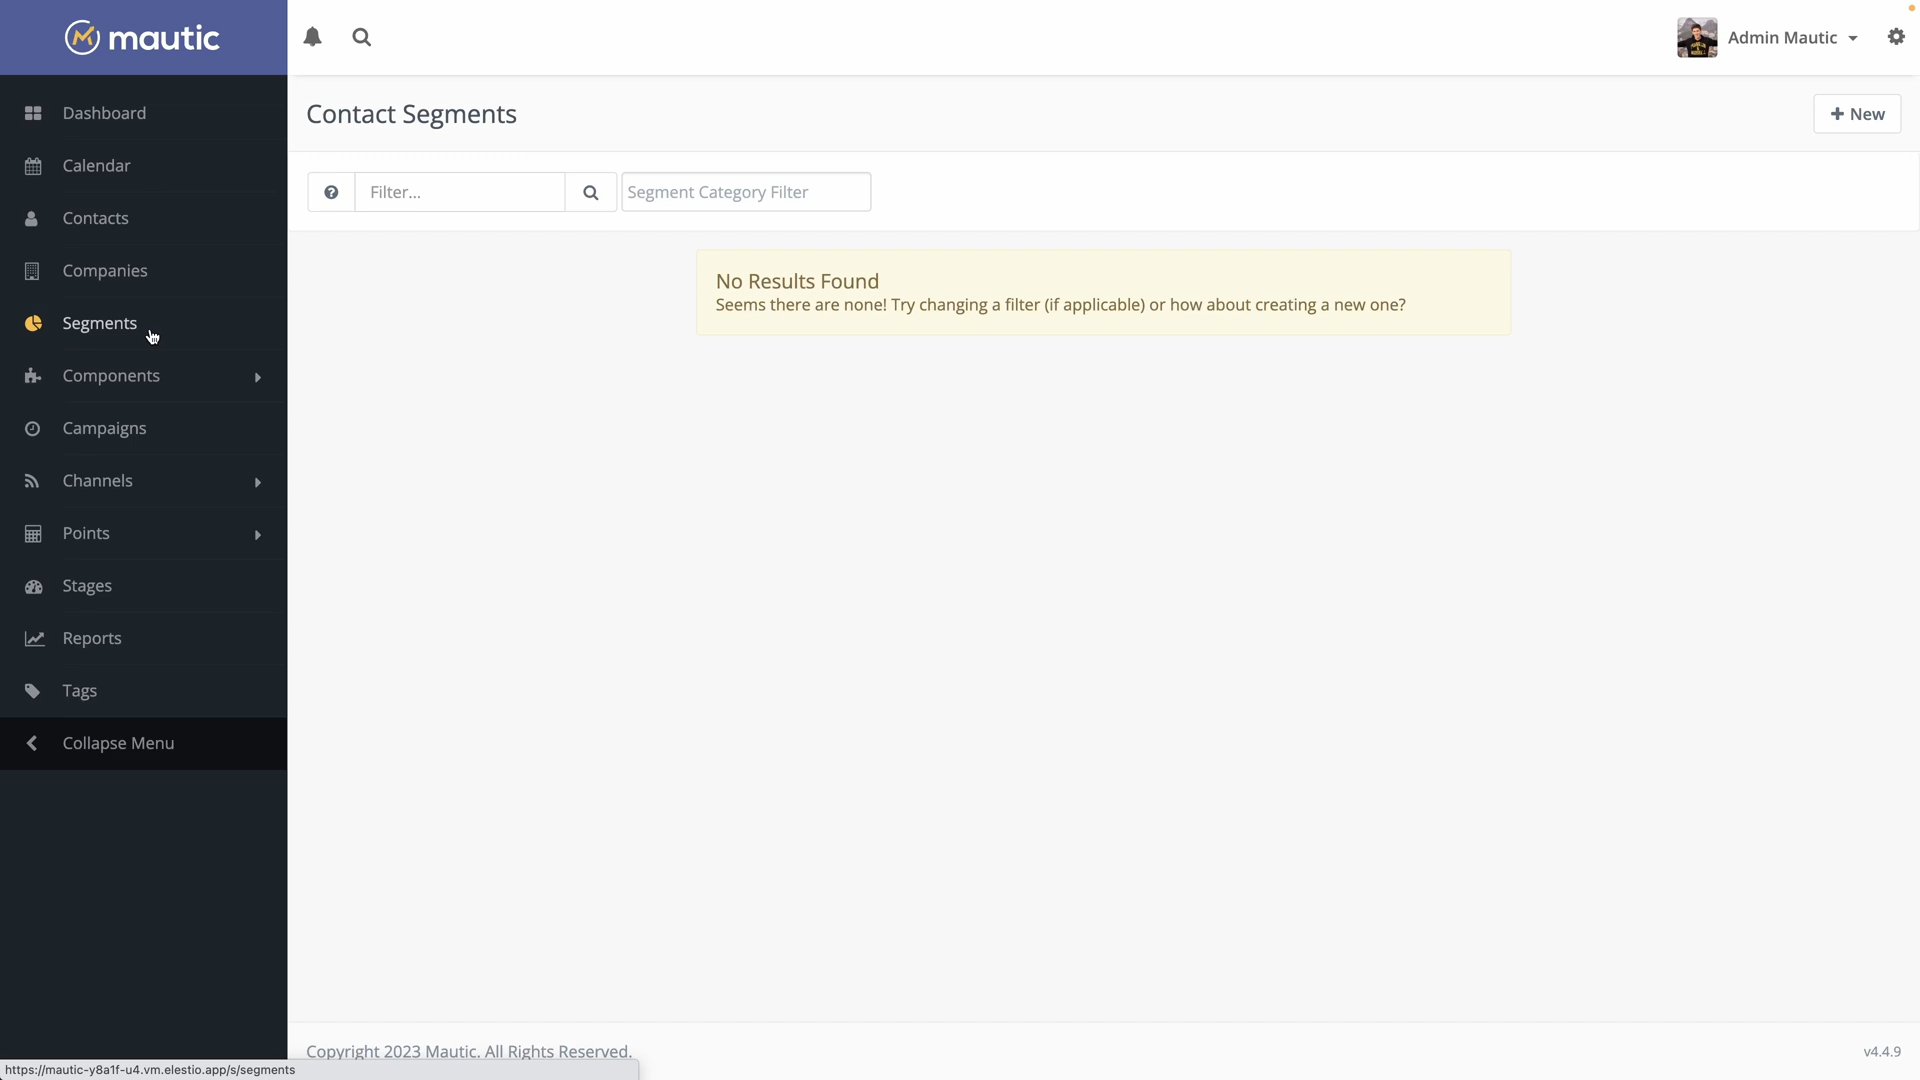 mautic
Admin Mautic
Dashboard
Calendar
Contacts
Companies
Segments
Components
Campaigns
Channels
Points
Stages
Reports
Tags
Collapse Menu
Contact Segments
+ New
Filter...
Segment Category Filter
No Results Found
Seems there are none! Try changing a filter (if applicable) or how about creating a new one?
Copyright 2023 Mautic. All Rights Reserved.
v4.4.9
https://mautic-y8a1f-u4.vm.elestio.app/s/segments